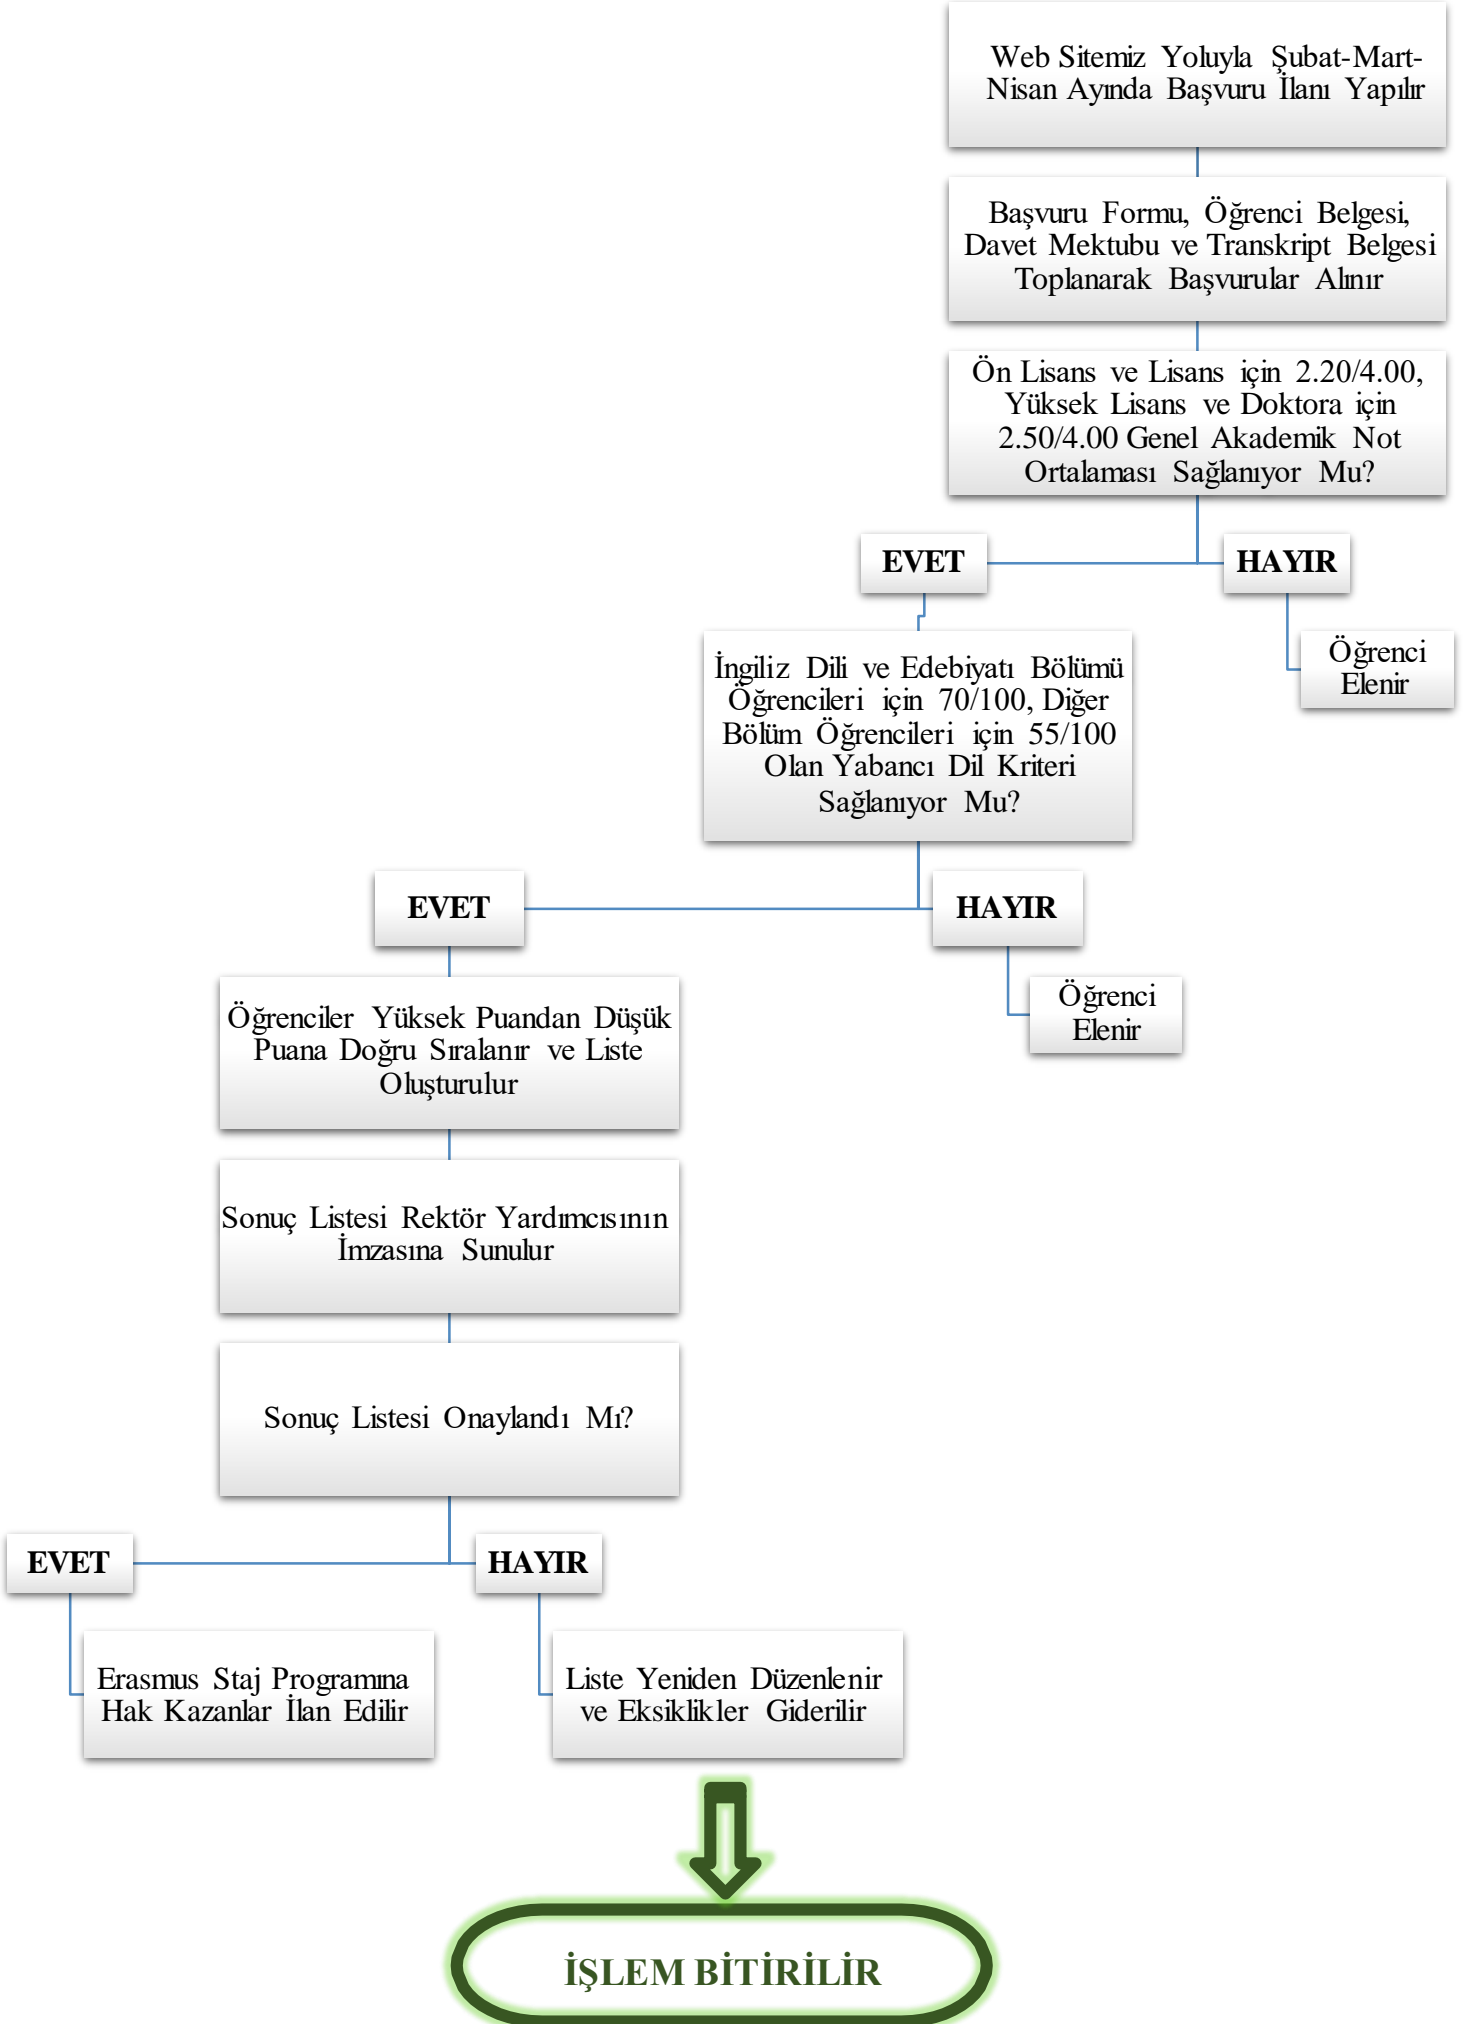 Web Sitemiz Yoluyla Şubat-Mart-
Nisan Ayında Başvuru İlanı Yapılır
Başvuru Formu, Öğrenci Belgesi,
Davet Mektubu ve Transkript Belgesi
Toplanarak Başvurular Alınır
Ön Lisans ve Lisans için 2.20/4.00,
Yüksek Lisans ve Doktora için
2.50/4.00 Genel Akademik Not
Ortalaması Sağlanıyor Mu?
EVET
HAYIR
Öğrenci
Elenir
İngiliz Dili ve Edebiyatı Bölümü
Öğrencileri için 70/100, Diğer
Bölüm Öğrencileri için 55/100
Olan Yabancı Dil Kriteri
Sağlanıyor Mu?
EVET
HAYIR
Öğrenci
Elenir
Öğrenciler Yüksek Puandan Düşük
Puana Doğru Sıralanır ve Liste
Oluşturulur
Sonuç Listesi Rektör Yardımcısının
İmzasına Sunulur
Sonuç Listesi Onaylandı Mı?
EVET
HAYIR
Erasmus Staj Programına
Hak Kazanlar İlan Edilir
Liste Yeniden Düzenlenir
ve Eksiklikler Giderilir
İŞLEM BİTİRİLİR